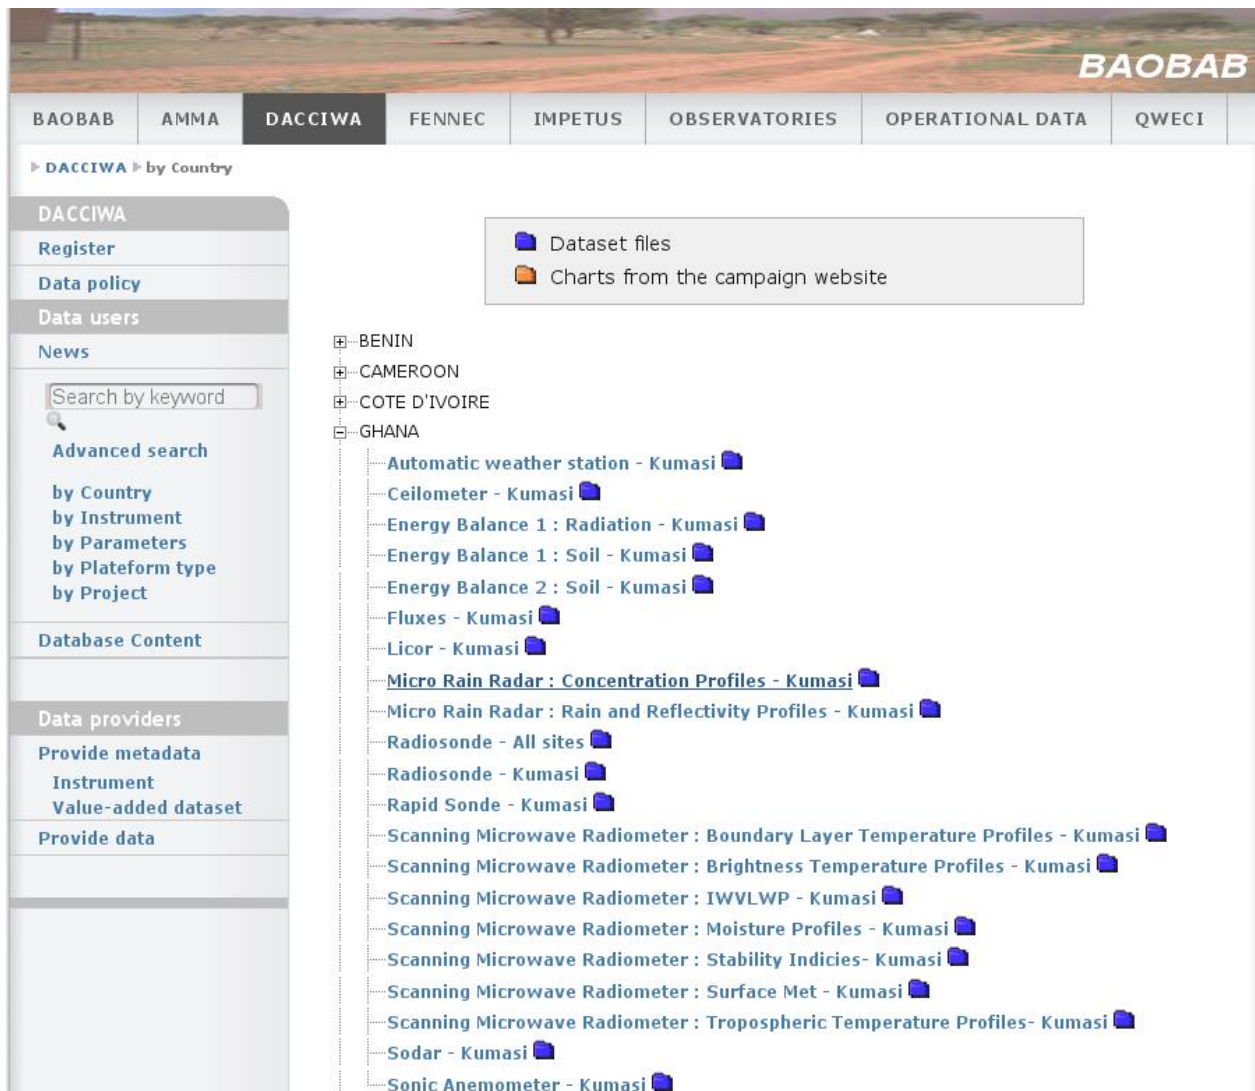 BAOBAB
BAOBAB AMMA DACCIWA FENNEC IMPETUS OBSERVATORIES OPERATIONAL DATA QWECI
DACCIWA by Country
DACCIWA
Register
Data policy
Data users
News
Search by keyword
Advanced search
by Country
by Instrument
by Parameters
by Plateform type
by Project
Database Content
Data providers
Provide metadata
Instrument
Value-added dataset
Provide data
Dataset files
Charts from the campaign website
BENIN
CAMEROON
COTE D'IVOIRE
GHANA
Automatic weather station - Kumasi
Ceilometer - Kumasi
Energy Balance 1 : Radiation - Kumasi
Energy Balance 1 : Soil - Kumasi
Energy Balance 2 : Soil - Kumasi
Fluxes - Kumasi
Licor - Kumasi
Micro Rain Radar : Concentration Profiles - Kumasi
Micro Rain Radar : Rain and Reflectivity Profiles - Kumasi
Radiosonde - All sites
Radiosonde - Kumasi
Rapid Sonde - Kumasi
Scanning Microwave Radiometer : Boundary Layer Temperature Profiles - Kumasi
Scanning Microwave Radiometer : Brightness Temperature Profiles - Kumasi
Scanning Microwave Radiometer : IWVLWP - Kumasi
Scanning Microwave Radiometer : Moisture Profiles - Kumasi
Scanning Microwave Radiometer : Stability Indicies- Kumasi
Scanning Microwave Radiometer : Surface Met - Kumasi
Scanning Microwave Radiometer : Tropospheric Temperature Profiles- Kumasi
Sodar - Kumasi
Sonic Anemometer - Kumasi